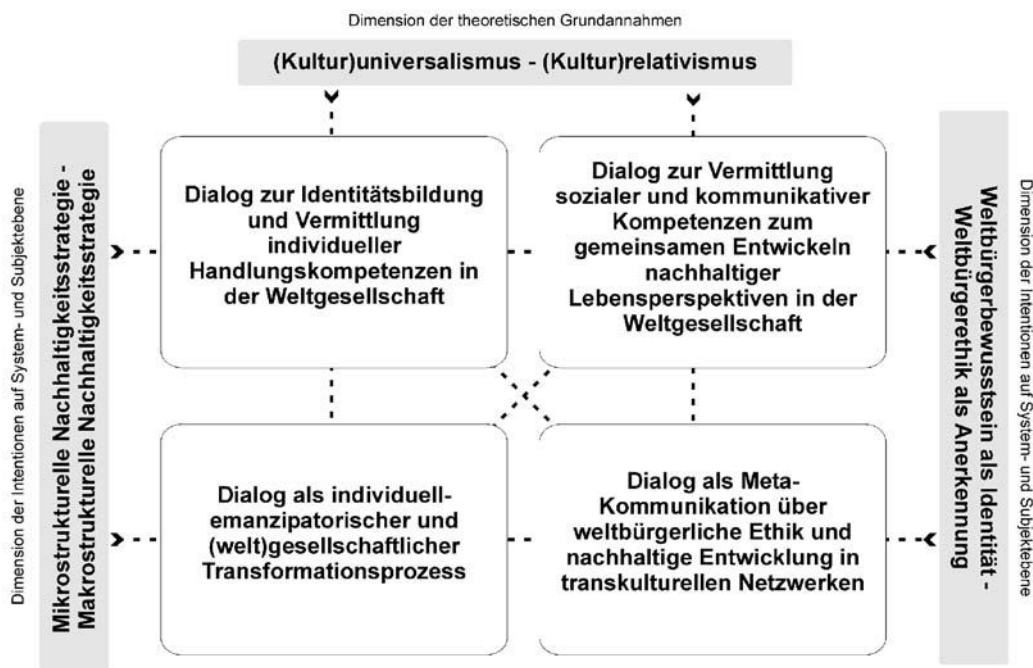 Dimension der theoretischen Grundannahmen
(Kultur)universalismus - (Kultur)relativismus
Dimension der Intentionen auf System- und Subjektebene
Mikrostrukturelle Nachhaltigkeitsstrategie -
Makrostrukturelle Nachhaltigkeitsstrategie
Dialog zur Identitätsbildung
und Vermittlung
individueller
Handlungskompetenzen in
der Weltgesellschaft
Dialog zur Vermittlung
sozialer und kommunikativer
Kompetenzen zum
gemeinsamen Entwickeln
nachhaltiger
Lebensperspektiven in der
Weltgesellschaft
Dialog als individuell-
emanzipatorischer und
(welt)gesellschaftlicher
Transformationsprozess
Dialog als Meta-
Kommunikation über
weltbürgerliche Ethik und
nachhaltige Entwicklung in
transkulturellen Netzwerken
Weltbürgerbewusstsein als Identität -
Weltbürgerethik als Anerkennung
Dimension der Intentionen auf System- und Subjektebene